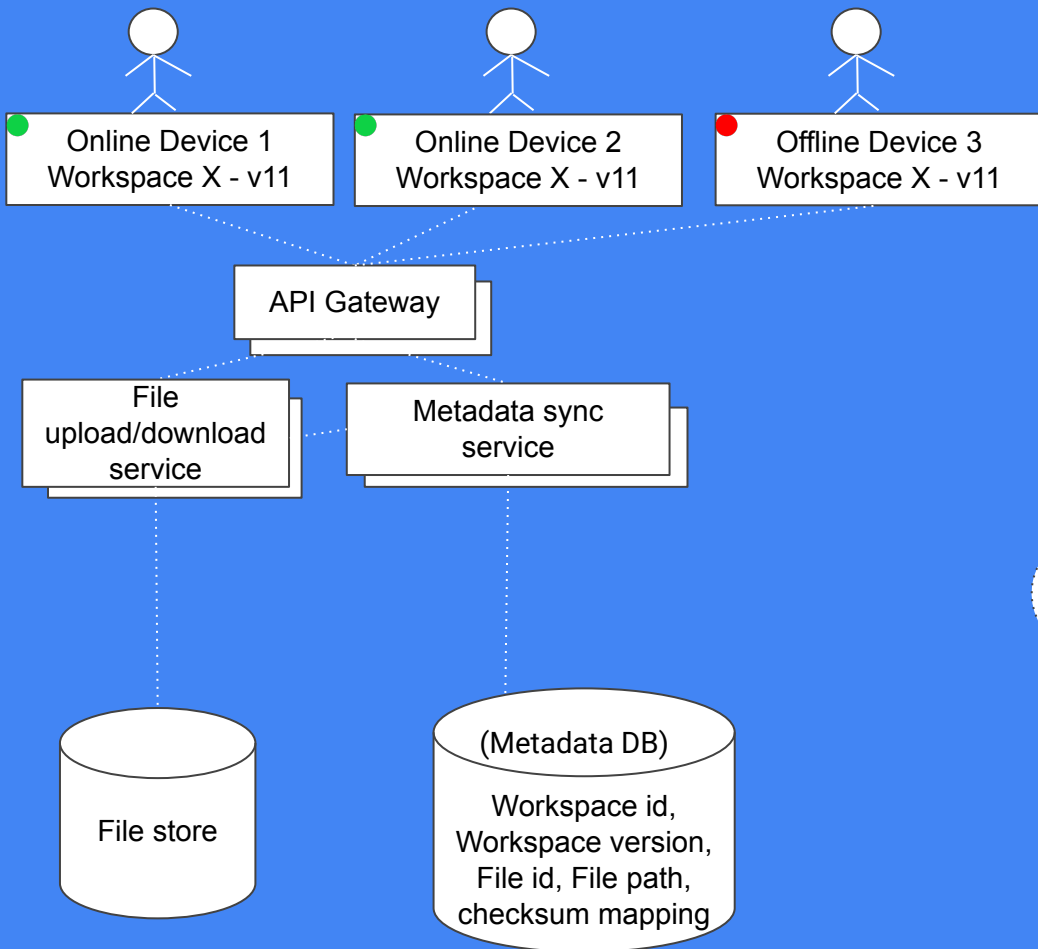 Online Device 1
Workspace X - v11
Online Device 2
Workspace X - v11
Offline Device 3
Workspace X - v11
API Gateway
File
upload/download
service
Metadata sync
service
File store
(Metadata DB)
Workspace id,
Workspace version,
File id, File path,
checksum mapping